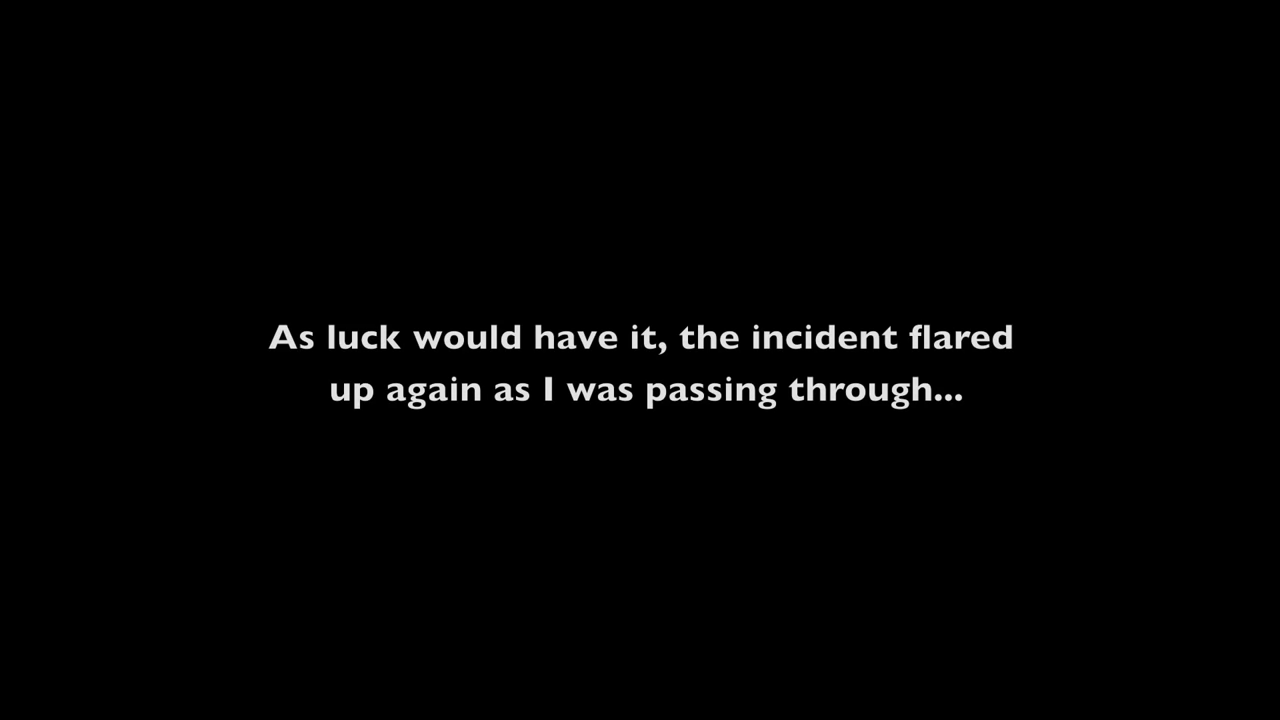 As luck would have it, the incident flared
up again as I was passing through...